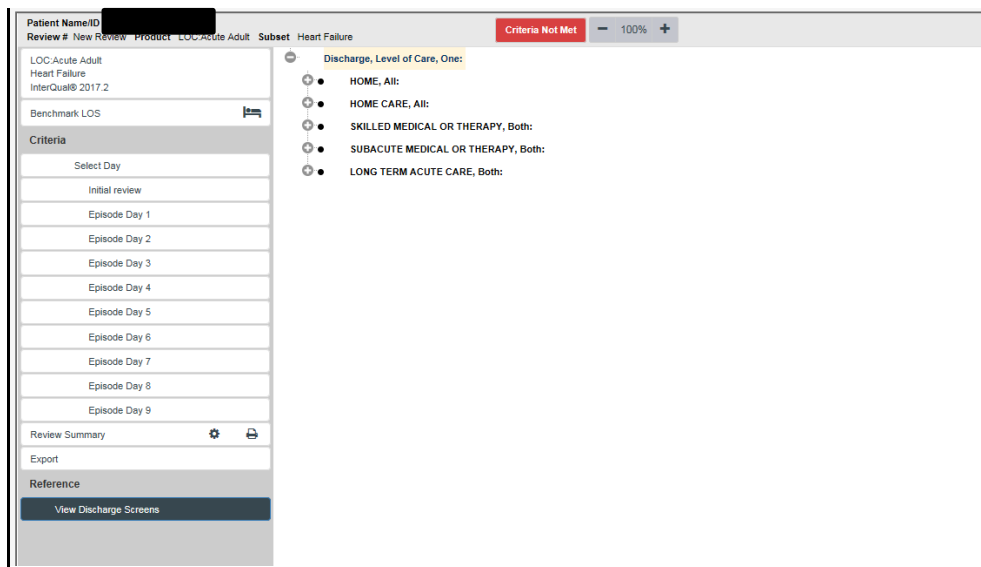 Patient Name/ID
Review # New Review Product LOC:Acute Adult Subset Heart Failure
Criteria Not Met
100%
LOC:Acute Adult
Heart Failure
InterQual® 2017.2
Benchmark LOS
Criteria
Select Day
Initial review
Episode Day 1
Episode Day 2
Episode Day 3
Episode Day 4
Episode Day 5
Episode Day 6
Episode Day 7
Episode Day 8
Episode Day 9
Review Summary
Export
Reference
View Discharge Screens
Discharge, Level of Care, One:
HOME, All:
HOME CARE, All:
SKILLED MEDICAL OR THERAPY, Both:
SUBACUTE MEDICAL OR THERAPY, Both:
LONG TERM ACUTE CARE, Both: